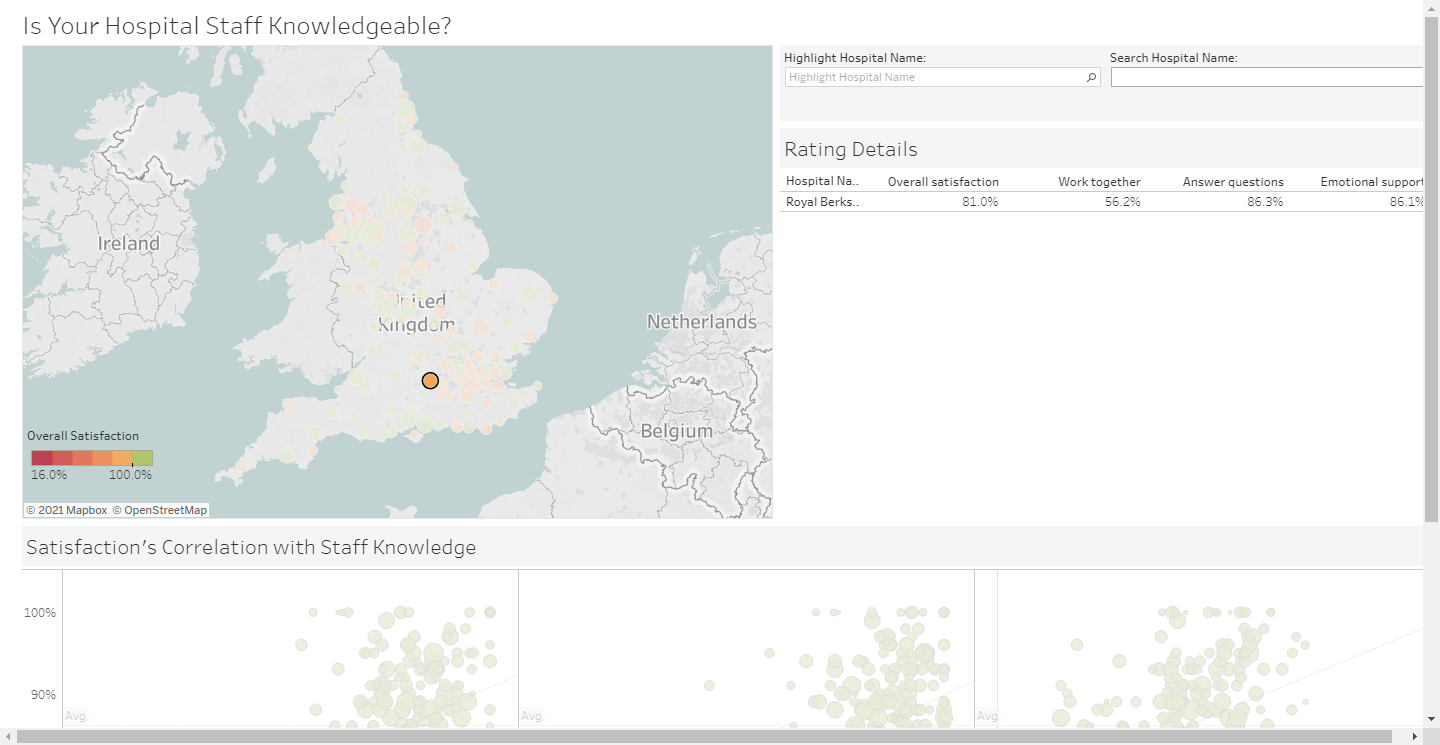 Is Your Hospital Staff Knowledgeable?
Highlight Hospital Name:
Search Hospital Name:
Highlight Hospital Name
Rating Details
Hospital Na.. Overall satisfaction Work together Answer questions Emotional support
Royal Berks.. 81.0% 56.2% 86.3% 86.1%
Ireland
United
Kingdom
Netherlands
Belgium
Overall Satisfaction
16.0% 100.0%
© 2021 Mapbox © OpenStreetMap
Satisfaction's Correlation with Staff Knowledge
100%
90%
Avg Avg Avg